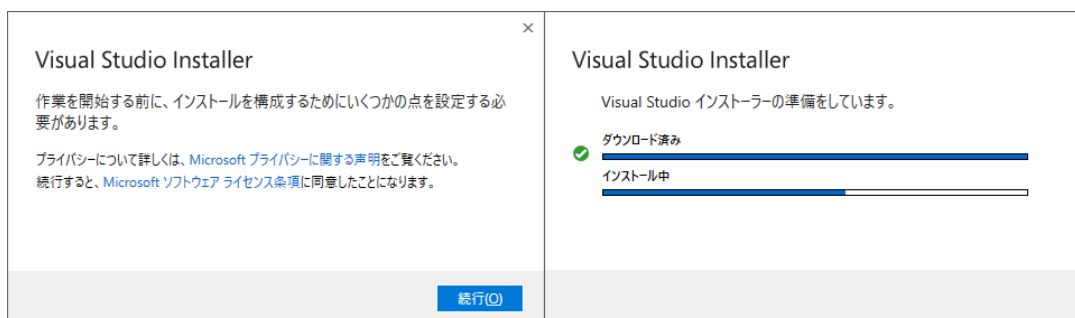 Visual Studio Installer
作業を開始する前に、インストールを構成するためにいくつかの点を設定する必
要があります。
プライバシーについて詳しくは、Microsoft プライバシーに関する声明をご覧ください。
続行すると、Microsoft ソフトウェア ライセンス条項に同意したことになります。
続行(O)
Visual Studio Installer
Visual Studio インストーラーの準備をしています。
ダウンロード済み
インストール中